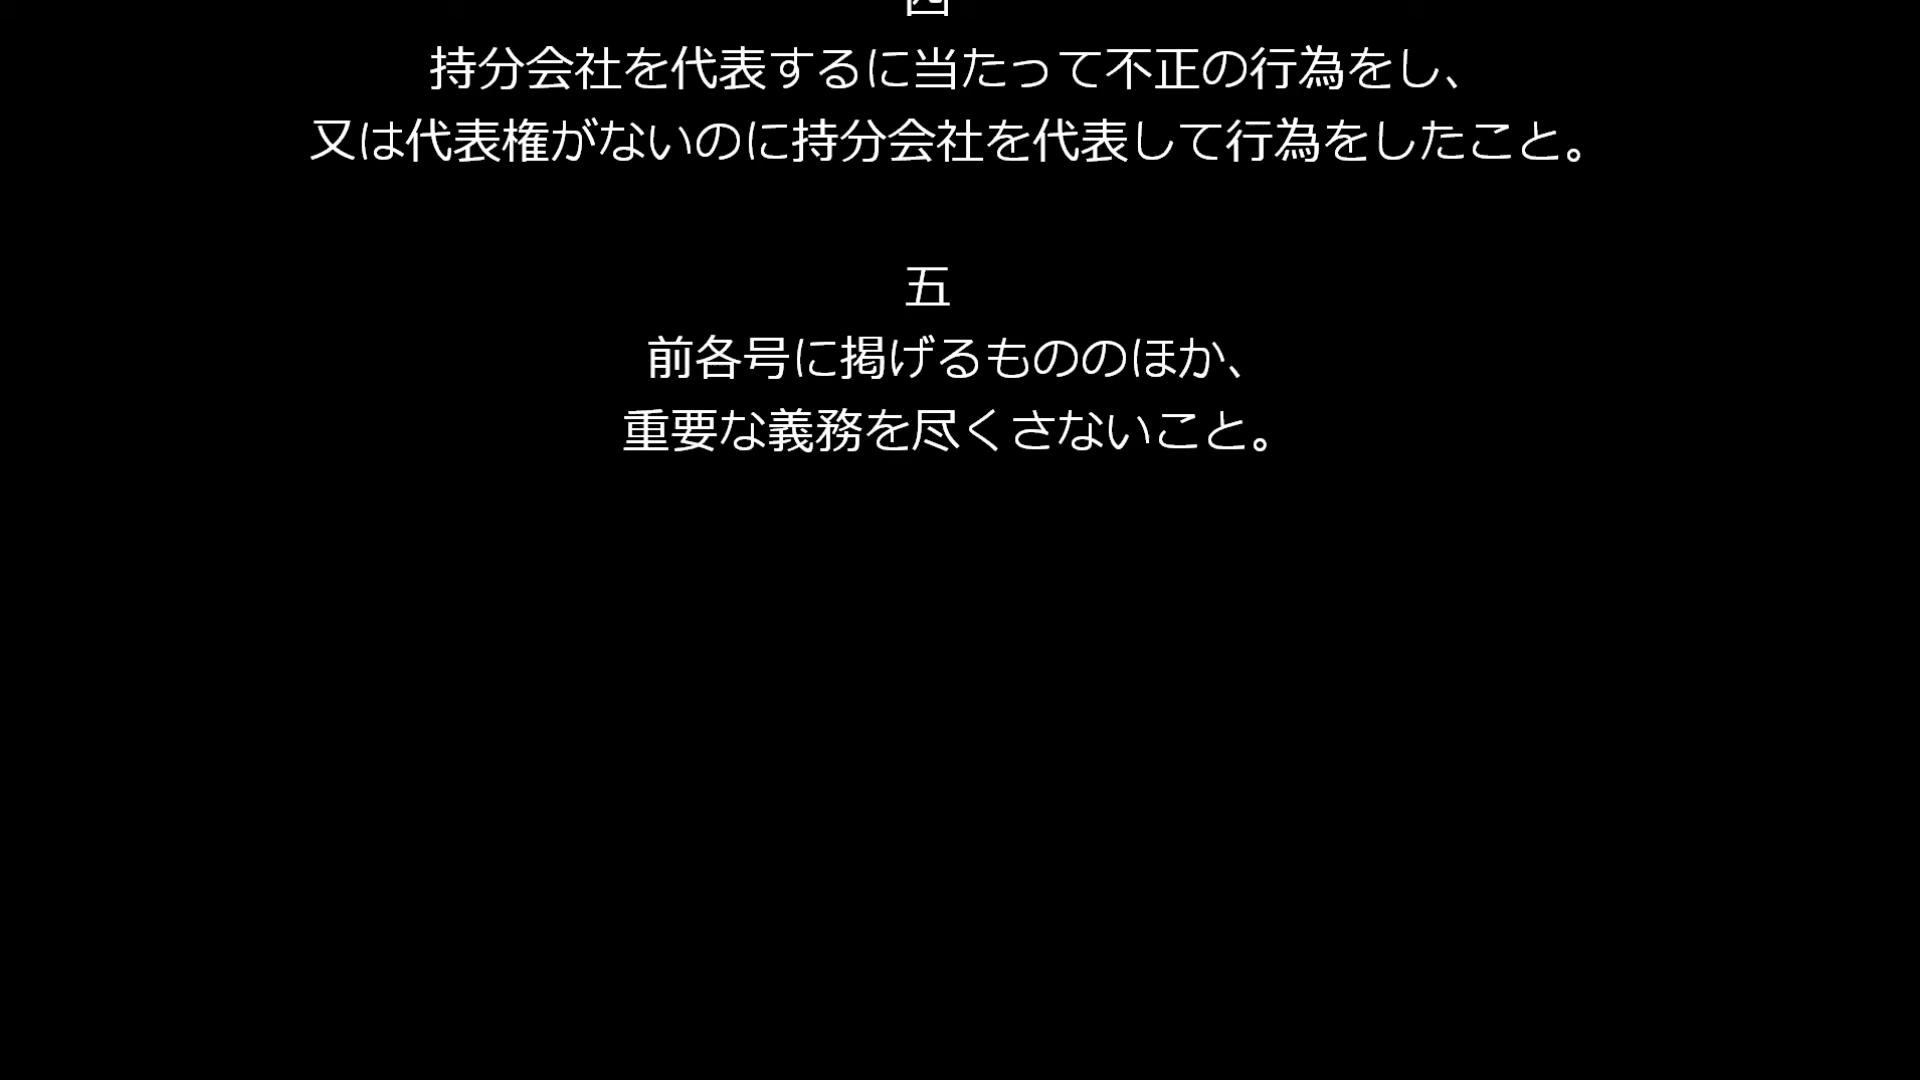 四
持分会社を代表するに当たって不正の行為をし、
又は代表権がないのに持分会社を代表して行為をしたこと。
五
前各号に掲げるもののほか、
重要な義務を尽くさないこと。